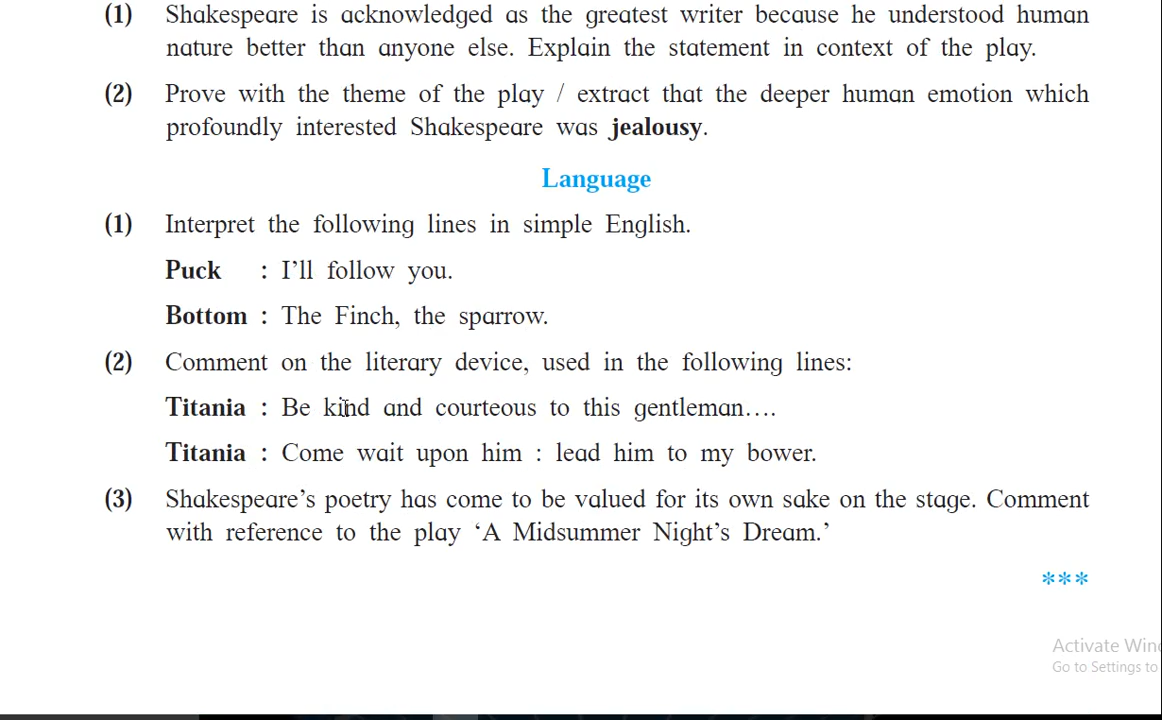 (1) Shakespeare is acknowledged as the greatest writer because he understood human
nature better than anyone else. Explain the statement in context of the play.
(2) Prove with the theme of the play / extract that the deeper human emotion which
profoundly interested Shakespeare was jealousy.
Language
(1) Interpret the following lines in simple English.
Puck : I’ll follow you.
Bottom : The Finch, the sparrow.
(2) Comment on the literary device, used in the following lines:
Titania : Be kind and courteous to this gentleman....
Titania : Come wait upon him : lead him to my bower.
(3) Shakespeare’s poetry has come to be valued for its own sake on the stage. Comment
with reference to the play ‘A Midsummer Night’s Dream.’
***
Activate Win
Go to Settings to